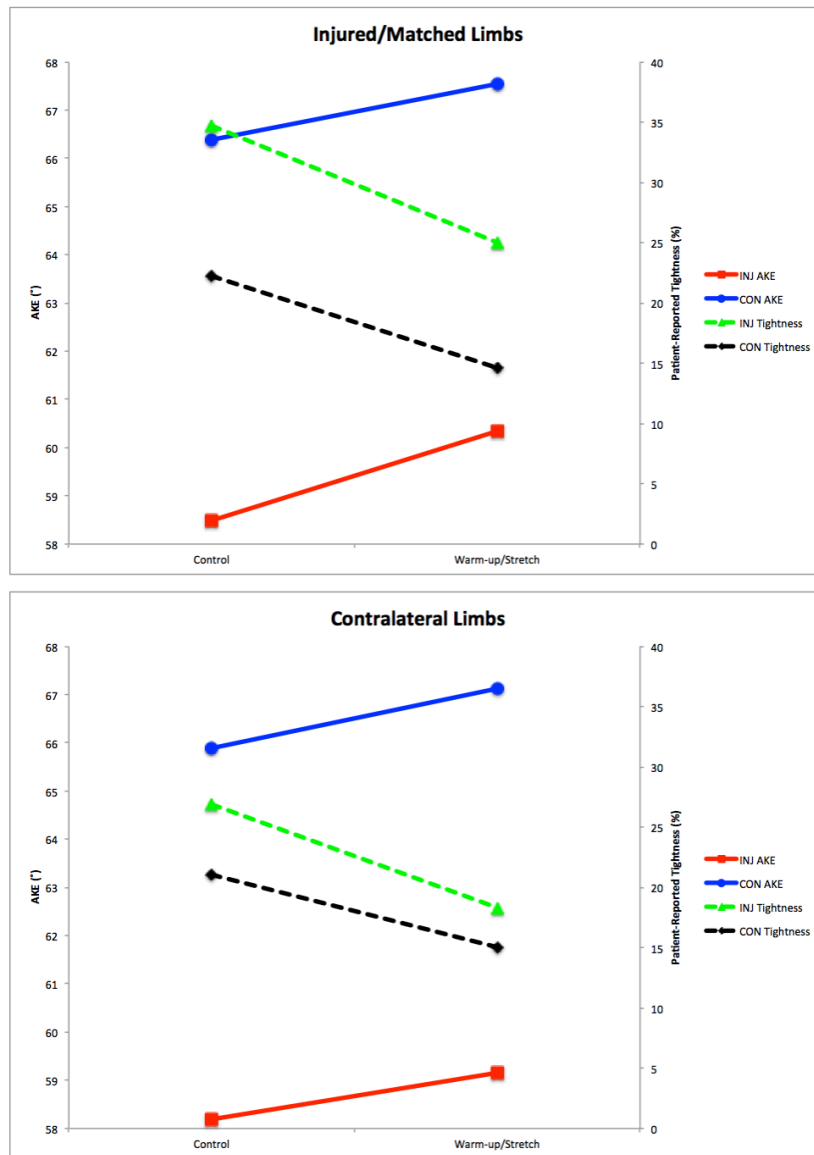 Injured/Matched Limbs
68
67
66
65
64
63
62
61
60
59
58
AKE (˚)
40
35
30
25
20
15
10
5
0
Patient-Reported Tightness (%)
Control
Warm-up/Stretch
INJ AKE
CON AKE
INJ Tightness
CON Tightness
Contralateral Limbs
68
67
66
65
64
63
62
61
60
59
58
AKE (˚)
40
35
30
25
20
15
10
5
0
Patient-Reported Tightness (%)
Control
Warm-up/Stretch
INJ AKE
CON AKE
INJ Tightness
CON Tightness